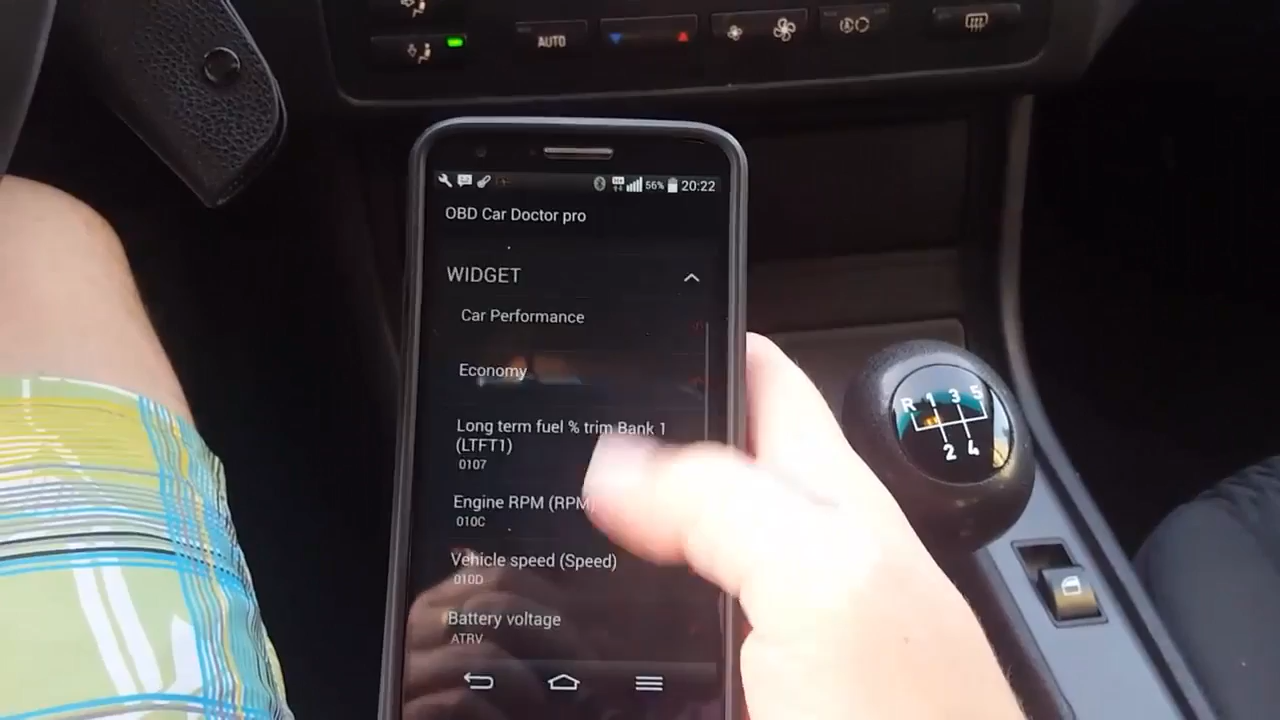 AUTO
56% 20:22
OBD Car Doctor pro
WIDGET
Car Performance
Economy
Long term fuel % trim Bank 1
(LTFT1)
0107
Engine RPM (RPM)
010C
Vehicle speed (Speed)
010D
Battery voltage
ATRV
R 1 3 5
2 4